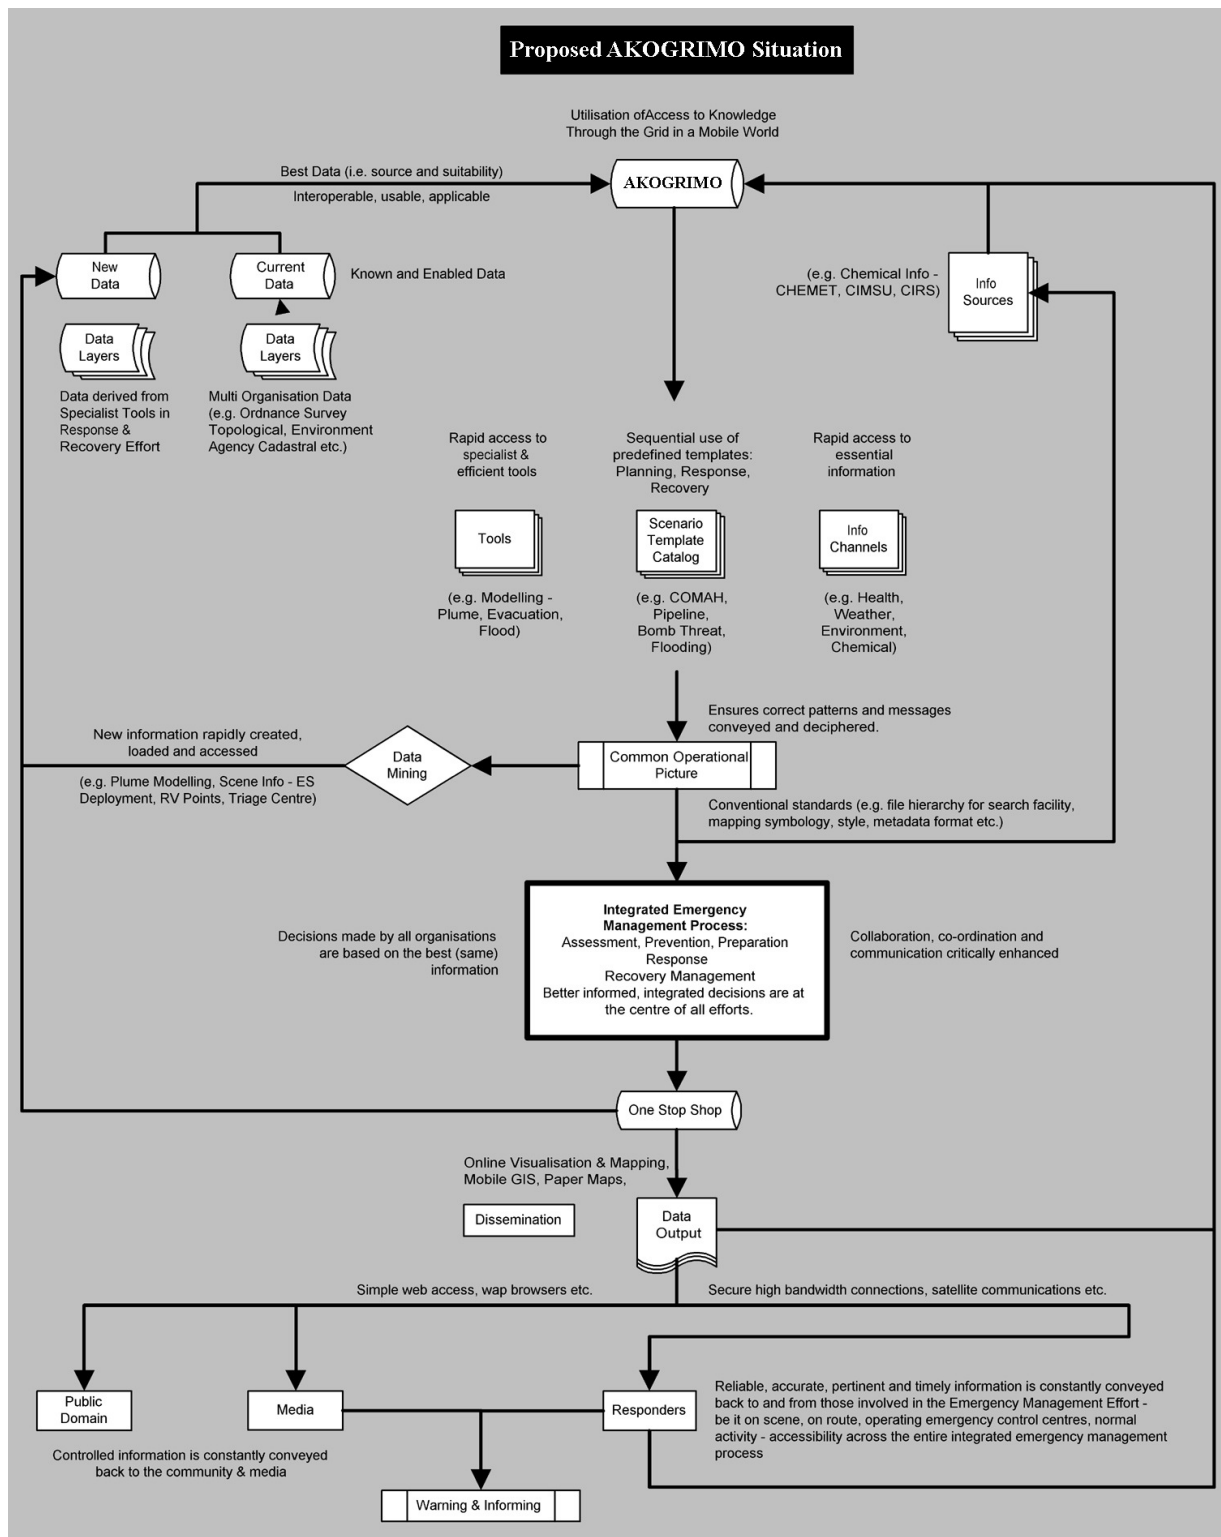 Proposed AKOGRIMO Situation
Utilisation ofAccess to Knowledge
Through the Grid in a Mobile World
Best Data (i.e. source and suitability)
Interoperable, usable, applicable
AKOGRIMO
New
Data
Current
Data
Known and Enabled Data
(e.g. Chemical Info -
CHEMET, CIMSU, CIRS)
Info
Sources
Data
Layers
Data
Layers
Data derived from
Specialist Tools in
Response &
Recovery Effort
Multi Organisation Data
(e.g. Ordnance Survey
Topological, Environment
Agency Cadastral etc.)
Rapid access to
specialist &
efficient tools
Sequential use of
predefined templates:
Planning, Response,
Recovery
Rapid access to
essential
information
Tools
Scenario
Template
Catalog
Info
Channels
(e.g. Modelling -
Plume, Evacuation,
Flood)
(e.g. COMAH,
Pipeline,
Bomb Threat,
Flooding)
(e.g. Health,
Weather,
Environment,
Chemical)
Ensures correct patterns and messages
conveyed and deciphered.
New information rapidly created,
loaded and accessed
Data
Mining
Common Operational
Picture
(e.g. Plume Modelling, Scene Info - ES
Deployment, RV Points, Triage Centre)
Conventional standards (e.g. file hierarchy for search facility,
mapping symbology, style, metadata format etc.)
Integrated Emergency
Management Process:
Assessment, Prevention, Preparation
Response
Recovery Management
Better informed, integrated decisions are at
the centre of all efforts.
Decisions made by all organisations
are based on the best (same)
information
Collaboration, co-ordination and
communication critically enhanced
One Stop Shop
Online Visualisation & Mapping,
Mobile GIS, Paper Maps,
Dissemination
Data
Output
Simple web access, wap browsers etc.
Secure high bandwidth connections, satellite communications etc.
Public
Domain
Media
Responders
Reliable, accurate, pertinent and timely information is constantly conveyed
back to and from those involved in the Emergency Management Effort -
be it on scene, on route, operating emergency control centres, normal
activity - accessibility across the entire integrated emergency management
process
Controlled information is constantly conveyed
back to the community & media
Warning & Informing